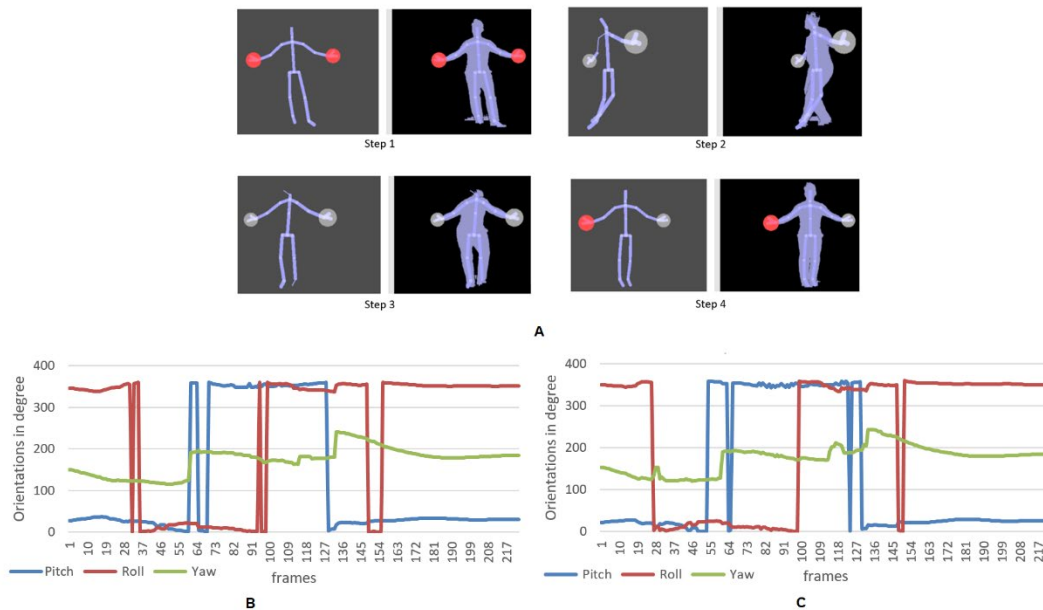 Step 1
Step 2
Step 3
Step 4
A
Orientations in degree
400
300
200
100
0
1 10 19 28 37 46 55 64 73 82 91 100 109 118 127 136 145 154 163 172 181 190 199 208 217
frames
Pitch Roll Yaw
B
Orientations in degree
400
300
200
100
0
1 10 19 28 37 46 55 64 73 82 91 100 109 118 127 136 145 154 163 172 181 190 199 208 217
frames
Pitch Roll Yaw
C